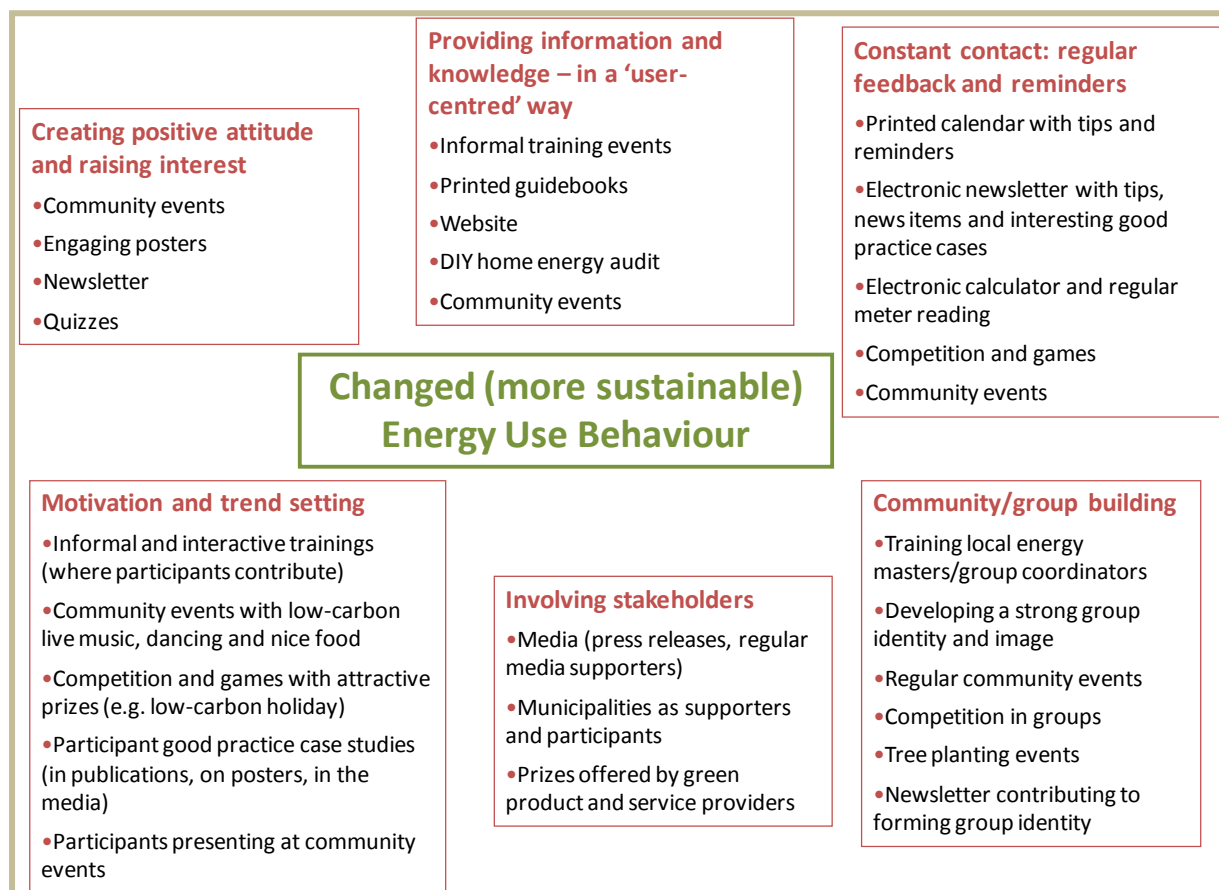 Creating positive attitude
and raising interest
•Community events
•Engaging posters
•Newsletter
•Quizzes
Providing information and
knowledge – in a ‘user-
centred’ way
•Informal training events
•Printed guidebooks
•Website
•DIY home energy audit
•Community events
Constant contact: regular
feedback and reminders
•Printed calendar with tips and
reminders
•Electronic newsletter with tips,
news items and interesting good
practice cases
•Electronic calculator and regular
meter reading
•Competition and games
•Community events
Changed (more sustainable)
Energy Use Behaviour
Motivation and trend setting
•Informal and interactive trainings
(where participants contribute)
•Community events with low-carbon
live music, dancing and nice food
•Competition and games with attractive
prizes (e.g. low-carbon holiday)
•Participant good practice case studies
(in publications, on posters, in the
media)
•Participants presenting at community
events
Involving stakeholders
•Media (press releases, regular
media supporters)
•Municipalities as supporters
and participants
•Prizes offered by green
product and service providers
Community/group building
•Training local energy
masters/group coordinators
•Developing a strong group
identity and image
•Regular community events
•Competition in groups
•Tree planting events
•Newsletter contributing to
forming group identity